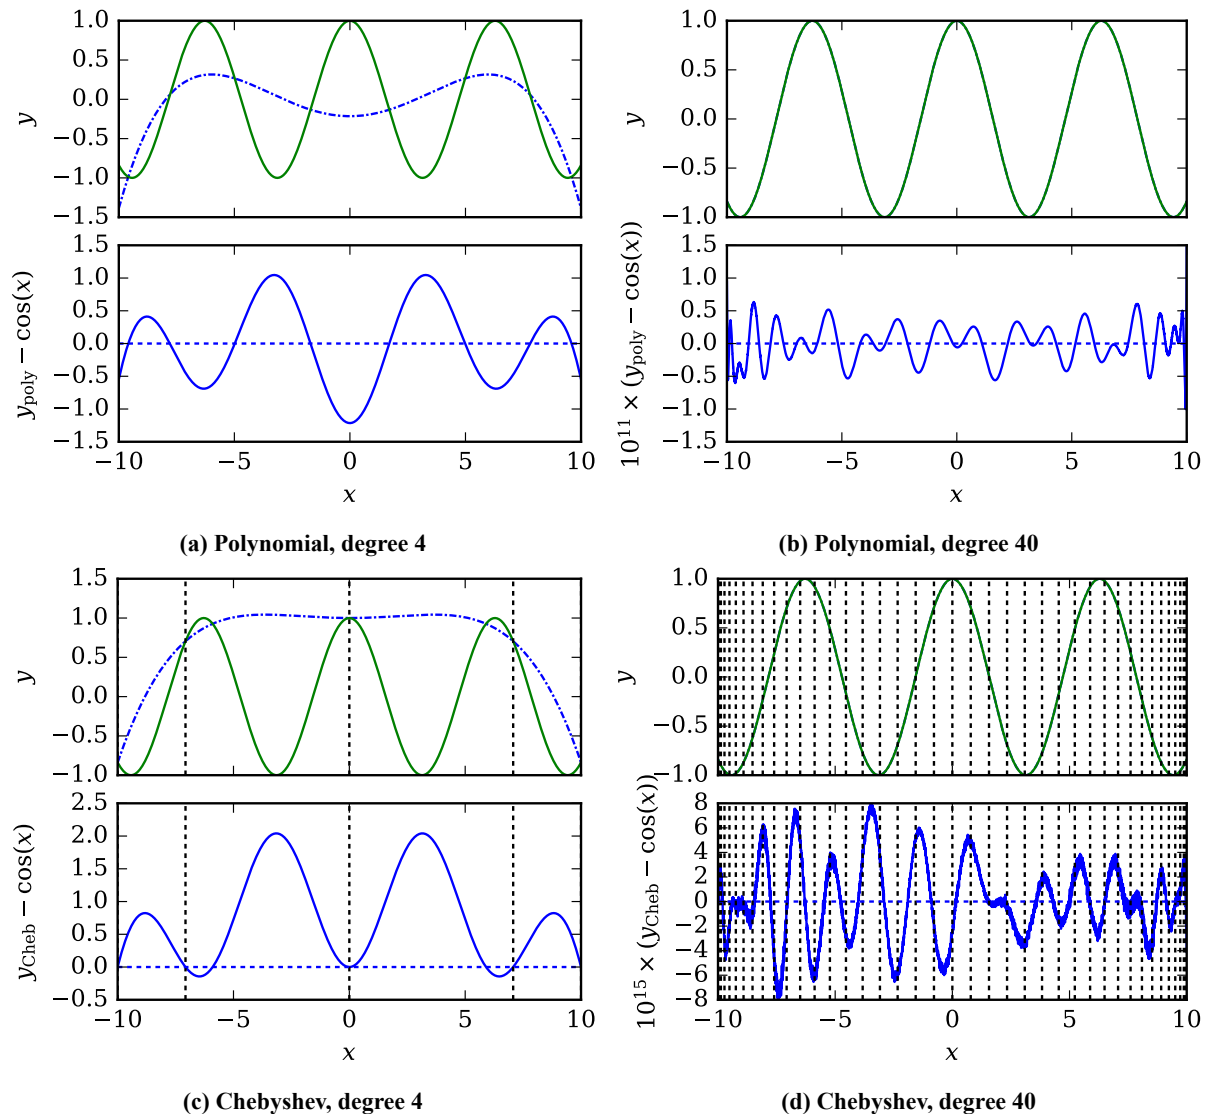 1.0
0.5
0.0
−0.5
−1.0
−1.5
y
1.5
1.0
0.5
0.0
−0.5
−1.0
−1.5
y_poly − cos(x)
−10 −5 0 5 10
x
(a) Polynomial, degree 4
1.0
0.5
0.0
−0.5
−1.0
y
1.5
1.0
0.5
0.0
−0.5
−1.0
−1.5
10^11 × (y_poly − cos(x))
−10 −5 0 5 10
x
(b) Polynomial, degree 40
1.5
1.0
0.5
0.0
−0.5
−1.0
y
2.5
2.0
1.5
1.0
0.5
0.0
−0.5
y_Cheb − cos(x)
−10 −5 0 5 10
x
(c) Chebyshev, degree 4
1.0
0.5
0.0
−0.5
−1.0
y
8
6
4
2
0
−2
−4
−6
−8
10^15 × (y_Cheb − cos(x))
−10 −5 0 5 10
x
(d) Chebyshev, degree 40